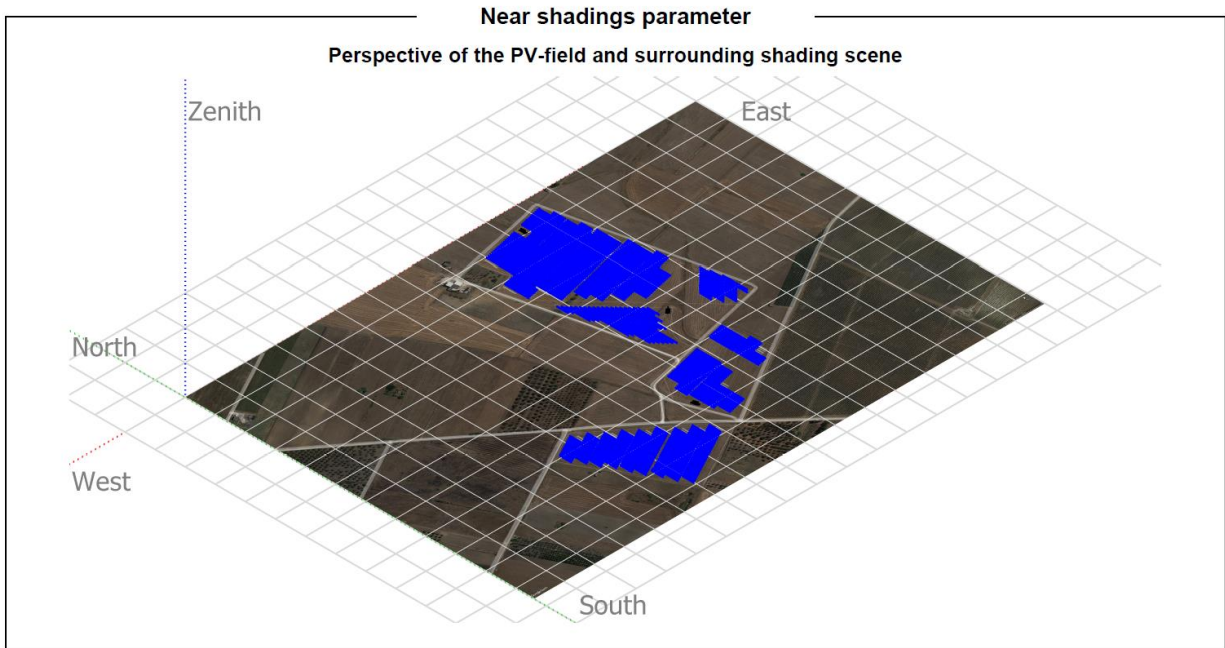 Near shadings parameter
Perspective of the PV-field and surrounding shading scene
Zenith
East
North
West
South